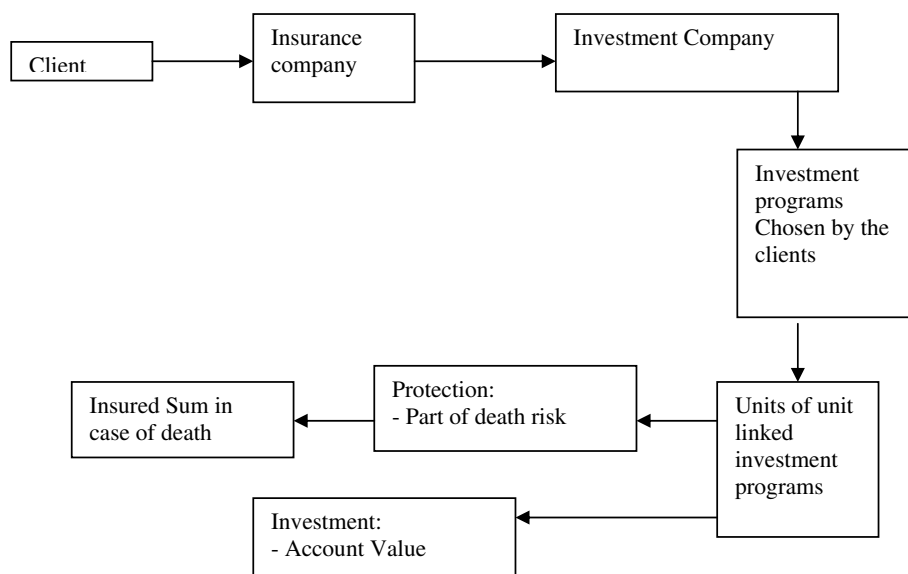 Client
Insurance
company
Investment Company
Investment
programs
Chosen by the
clients
Insured Sum in
case of death
Protection:
- Part of death risk
Units of unit
linked
investment
programs
Investment:
- Account Value